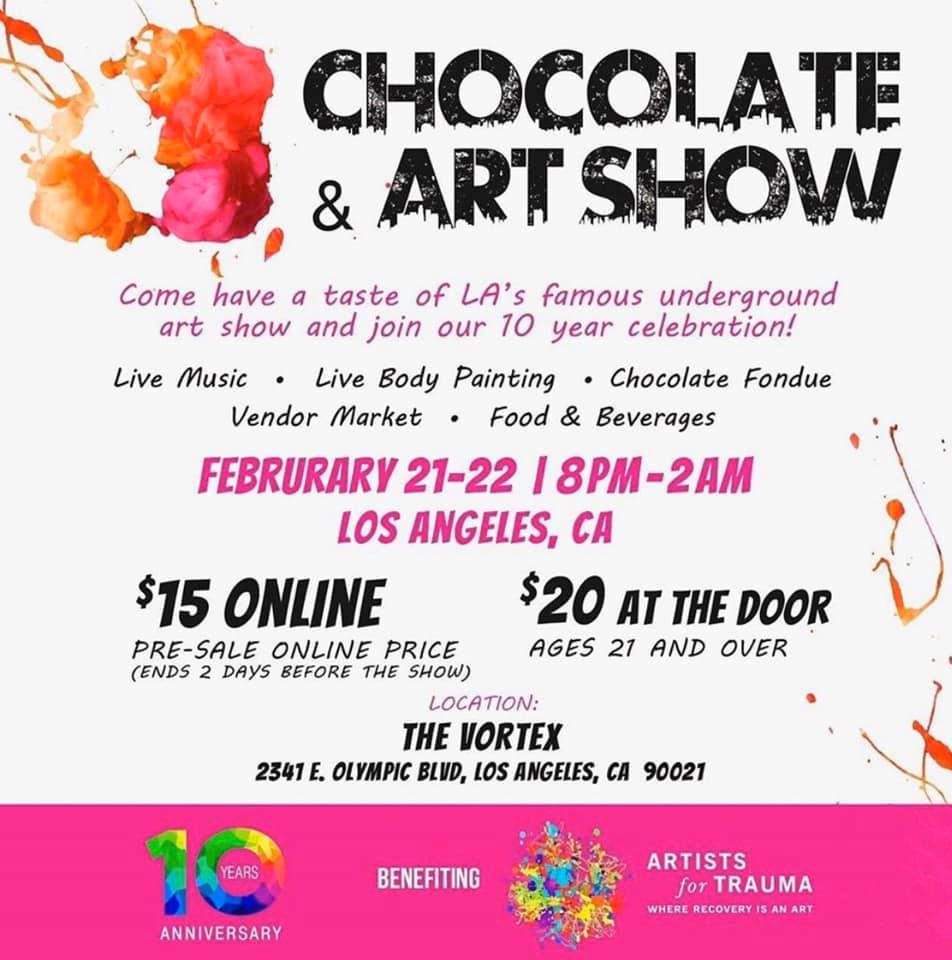 CHOCOLATE
& ART SHOW
Come have a taste of LA's famous underground
art show and join our 10 year celebration!
Live Music • Live Body Painting • Chocolate Fondue
Vendor Market • Food & Beverages
FEBRURARY 21-22 | 8PM-2AM
LOS ANGELES, CA
$15 ONLINE
PRE-SALE ONLINE PRICE
(ENDS 2 DAYS BEFORE THE SHOW)
$20 AT THE DOOR
AGES 21 AND OVER
LOCATION:
THE VORTEX
2341 E. OLYMPIC BLVD, LOS ANGELES, CA 90021
10 YEARS
ANNIVERSARY
BENEFITING
ARTISTS
for TRAUMA
WHERE RECOVERY IS AN ART